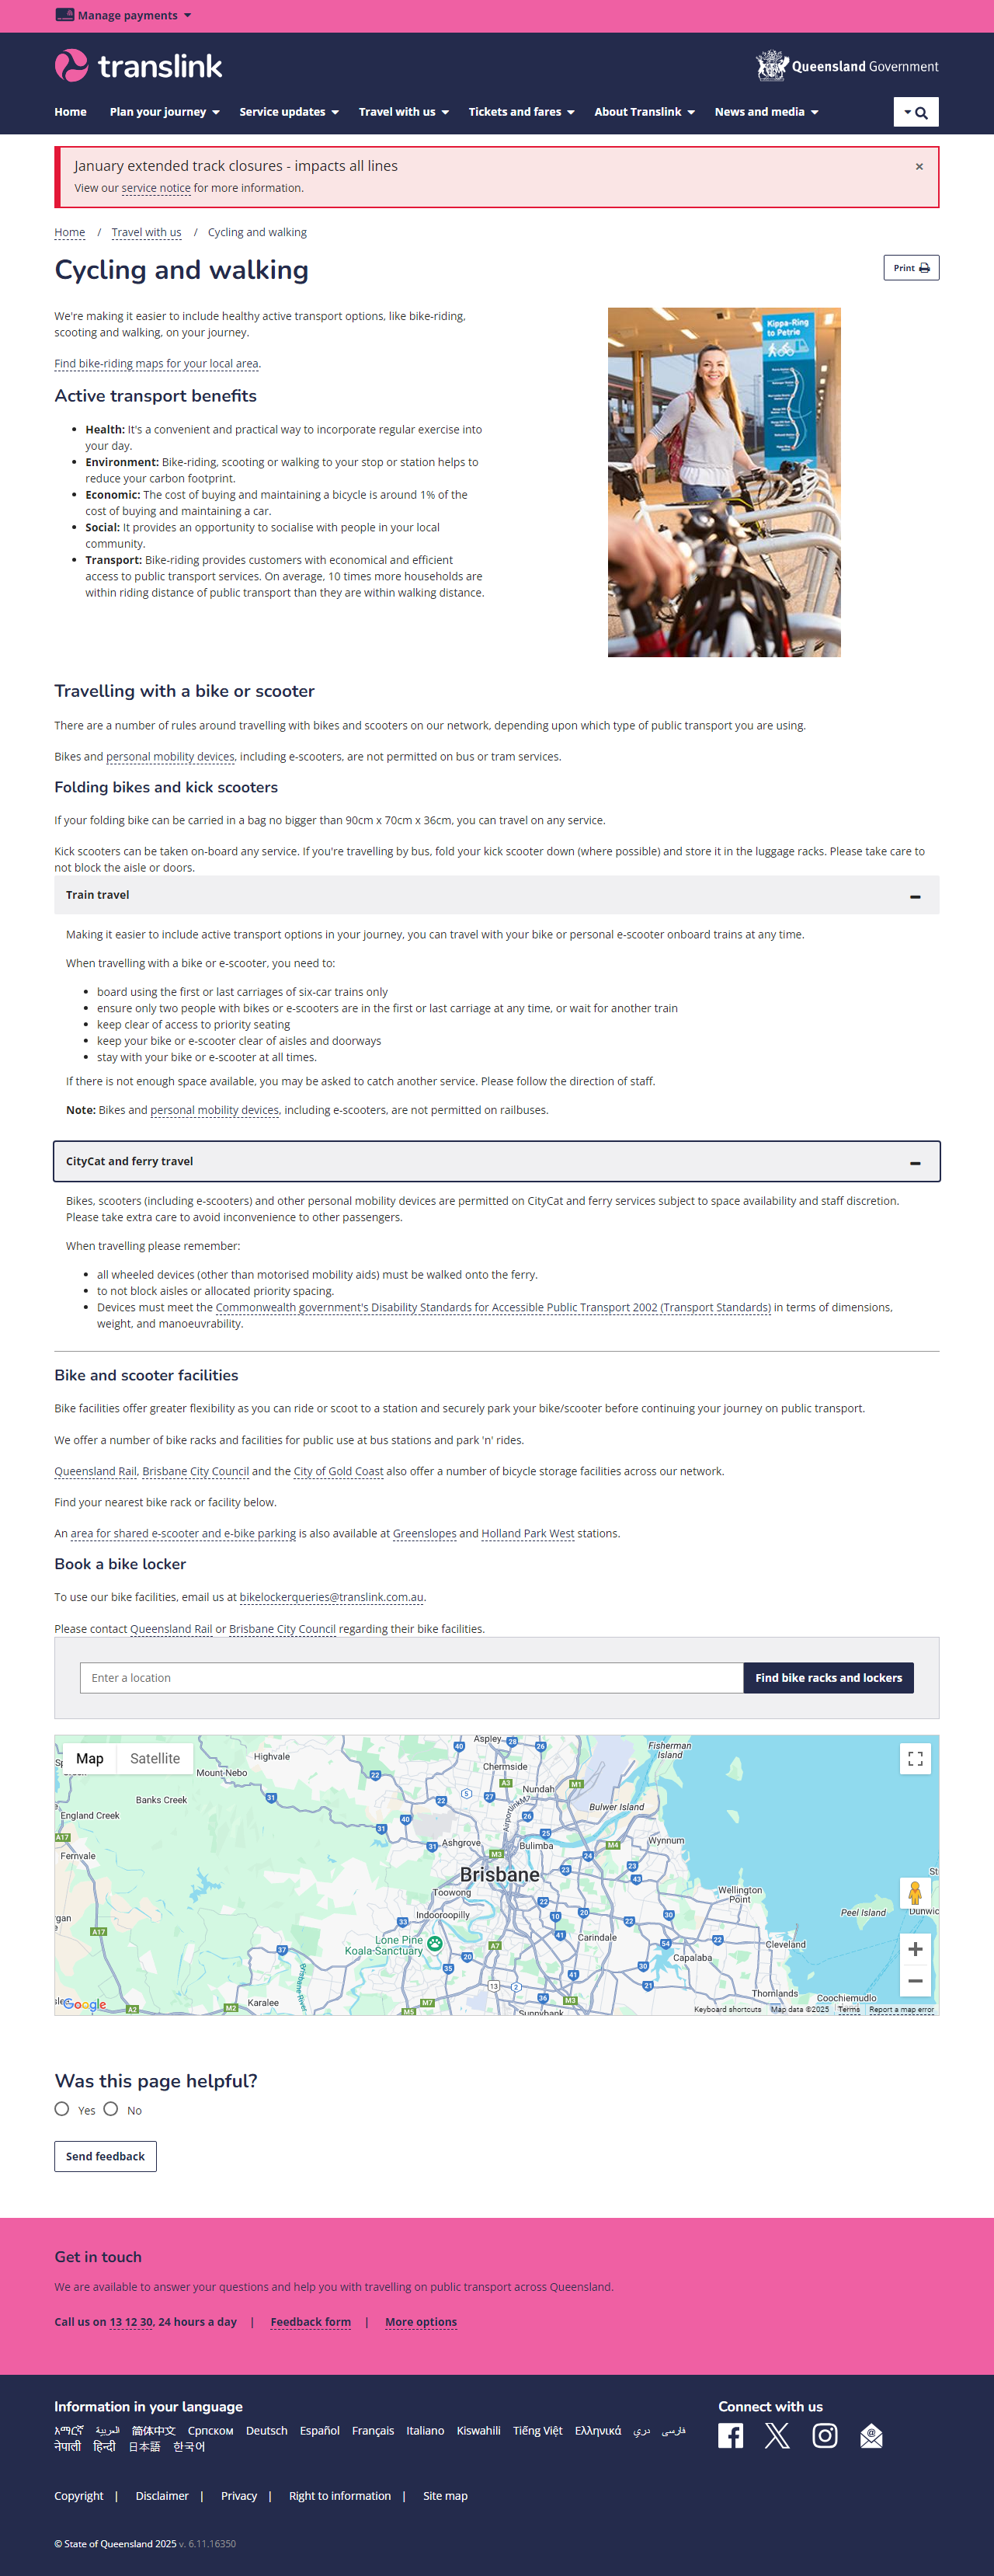 Manage payments
translink
Queensland Government
Home Plan your journey Service updates Travel with us Tickets and fares About Translink News and media
January extended track closures - impacts all lines
×
View our service notice for more information.
Home / Travel with us / Cycling and walking
Cycling and walking
Print
We're making it easier to include healthy active transport options, like bike-riding,
scooting and walking, on your journey.
Find bike-riding maps for your local area.
Kippa-Ring
to Petrie
Active transport benefits
• Health: It's a convenient and practical way to incorporate regular exercise into
your day.
• Environment: Bike-riding, scooting or walking to your stop or station helps to
reduce your carbon footprint.
• Economic: The cost of buying and maintaining a bicycle is around 1% of the
cost of buying and maintaining a car.
• Social: It provides an opportunity to socialise with people in your local
community.
• Transport: Bike-riding provides customers with economical and efficient
access to public transport services. On average, 10 times more households are
within riding distance of public transport than they are within walking distance.
Travelling with a bike or scooter
There are a number of rules around travelling with bikes and scooters on our network, depending upon which type of public transport you are using.
Bikes and personal mobility devices, including e-scooters, are not permitted on bus or tram services.
Folding bikes and kick scooters
If your folding bike can be carried in a bag no bigger than 90cm x 70cm x 36cm, you can travel on any service.
Kick scooters can be taken on-board any service. If you're travelling by bus, fold your kick scooter down (where possible) and store it in the luggage racks. Please take care to
not block the aisle or doors.
Train travel
Making it easier to include active transport options in your journey, you can travel with your bike or personal e-scooter onboard trains at any time.
When travelling with a bike or e-scooter, you need to:
• board using the first or last carriages of six-car trains only
• ensure only two people with bikes or e-scooters are in the first or last carriage at any time, or wait for another train
• keep clear of access to priority seating
• keep your bike or e-scooter clear of aisles and doorways
• stay with your bike or e-scooter at all times.
If there is not enough space available, you may be asked to catch another service. Please follow the direction of staff.
Note: Bikes and personal mobility devices, including e-scooters, are not permitted on railbuses.
CityCat and ferry travel
Bikes, scooters (including e-scooters) and other personal mobility devices are permitted on CityCat and ferry services subject to space availability and staff discretion.
Please take extra care to avoid inconvenience to other passengers.
When travelling please remember:
• all wheeled devices (other than motorised mobility aids) must be walked onto the ferry.
• to not block aisles or allocated priority spacing.
• Devices must meet the Commonwealth government's Disability Standards for Accessible Public Transport 2002 (Transport Standards) in terms of dimensions,
weight, and manoeuvrability.
Bike and scooter facilities
Bike facilities offer greater flexibility as you can ride or scoot to a station and securely park your bike/scooter before continuing your journey on public transport.
We offer a number of bike racks and facilities for public use at bus stations and park 'n' rides.
Queensland Rail, Brisbane City Council and the City of Gold Coast also offer a number of bicycle storage facilities across our network.
Find your nearest bike rack or facility below.
An area for shared e-scooter and e-bike parking is also available at Greenslopes and Holland Park West stations.
Book a bike locker
To use our bike facilities, email us at bikelockerqueries@translink.com.au.
Please contact Queensland Rail or Brisbane City Council regarding their bike facilities.
Enter a location
Find bike racks and lockers
Map Satellite
Highvale
Aspley
Fisherman
Island
Chermside
Mount-Nebo
Nundah
Banks Creek
AirportlinkM7
Bulwer Island
England Creek
Ashgrove
Bulimba
Wynnum
Fernvale
Brisbane
Toowong
Wellington
Point
Indooroopilly
Peel Island
Dunwic
Lone Pine
Koala-Sanctuary
Carindale
Cleveland
Capalaba
Brisbane River
Thornlands
Coochiemudlo
Karalee
Sunnybank
Google
Keyboard shortcuts Map data ©2025 Terms Report a map error
Was this page helpful?
Yes No
Send feedback
Get in touch
We are available to answer your questions and help you with travelling on public transport across Queensland.
Call us on 13 12 30, 24 hours a day | Feedback form | More options
Information in your language
Connect with us
አማርኛ العربية 简体中文 Српском Deutsch Español Français Italiano Kiswahili Tiếng Việt Ελληνικά دري فارسی
नेपाली हिन्दी 日本語 한국어
Copyright | Disclaimer | Privacy | Right to information | Site map
© State of Queensland 2025 v. 6.11.16350